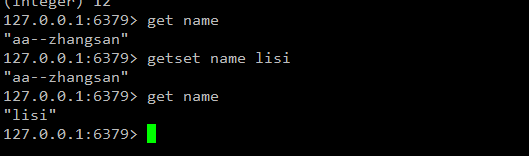 (integer) 12
127.0.0.1:6379> get name
"aa--zhangsan"
127.0.0.1:6379> getset name lisi
"aa--zhangsan"
127.0.0.1:6379> get name
"lisi"
127.0.0.1:6379>